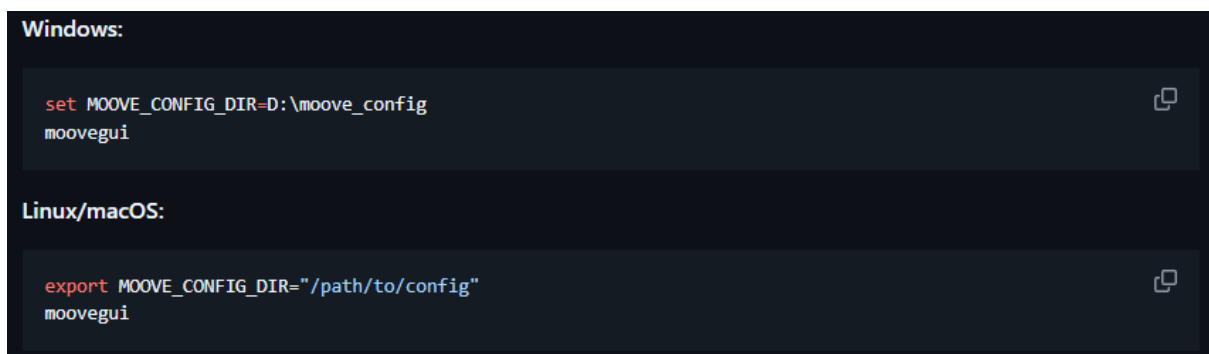 Windows:
set MOOVE_CONFIG_DIR=D:\moove_config
moovegui
Linux/macOS:
export MOOVE_CONFIG_DIR="/path/to/config"
moovegui